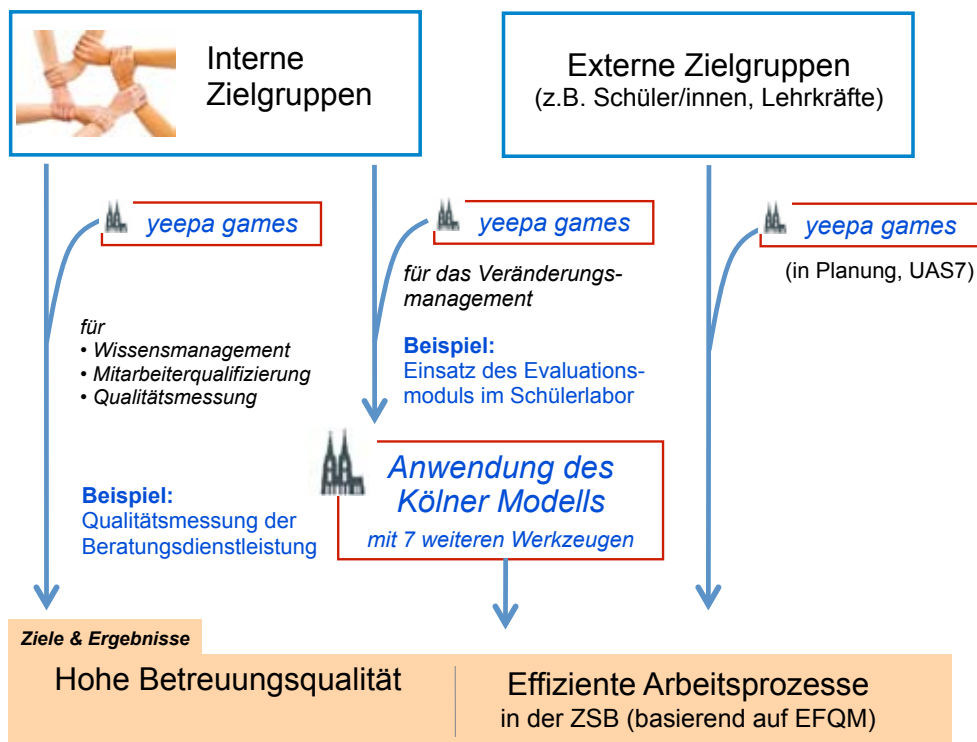 Interne
Zielgruppen
Externe Zielgruppen
(z.B. Schüler/innen, Lehrkräfte)
yeepa games
für
• Wissensmanagement
• Mitarbeiterqualifizierung
• Qualitätsmessung
Beispiel:
Qualitätsmessung der
Beratungsdienstleistung
yeepa games
für das Veränderungs-
management
Beispiel:
Einsatz des Evaluations-
moduls im Schülerlabor
Anwendung des
Kölner Modells
mit 7 weiteren Werkzeugen
yeepa games
(in Planung, UAS7)
Ziele & Ergebnisse
Hohe Betreuungsqualität
Effiziente Arbeitsprozesse
in der ZSB (basierend auf EFQM)